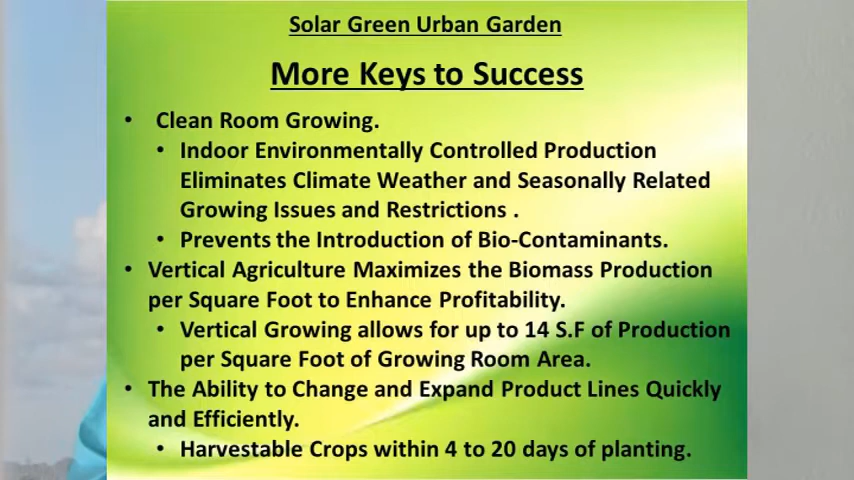 Solar Green Urban Garden
More Keys to Success
• Clean Room Growing.
• Indoor Environmentally Controlled Production
Eliminates Climate Weather and Seasonally Related
Growing Issues and Restrictions .
• Prevents the Introduction of Bio-Contaminants.
• Vertical Agriculture Maximizes the Biomass Production
per Square Foot to Enhance Profitability.
• Vertical Growing allows for up to 14 S.F of Production
per Square Foot of Growing Room Area.
• The Ability to Change and Expand Product Lines Quickly
and Efficiently.
• Harvestable Crops within 4 to 20 days of planting.